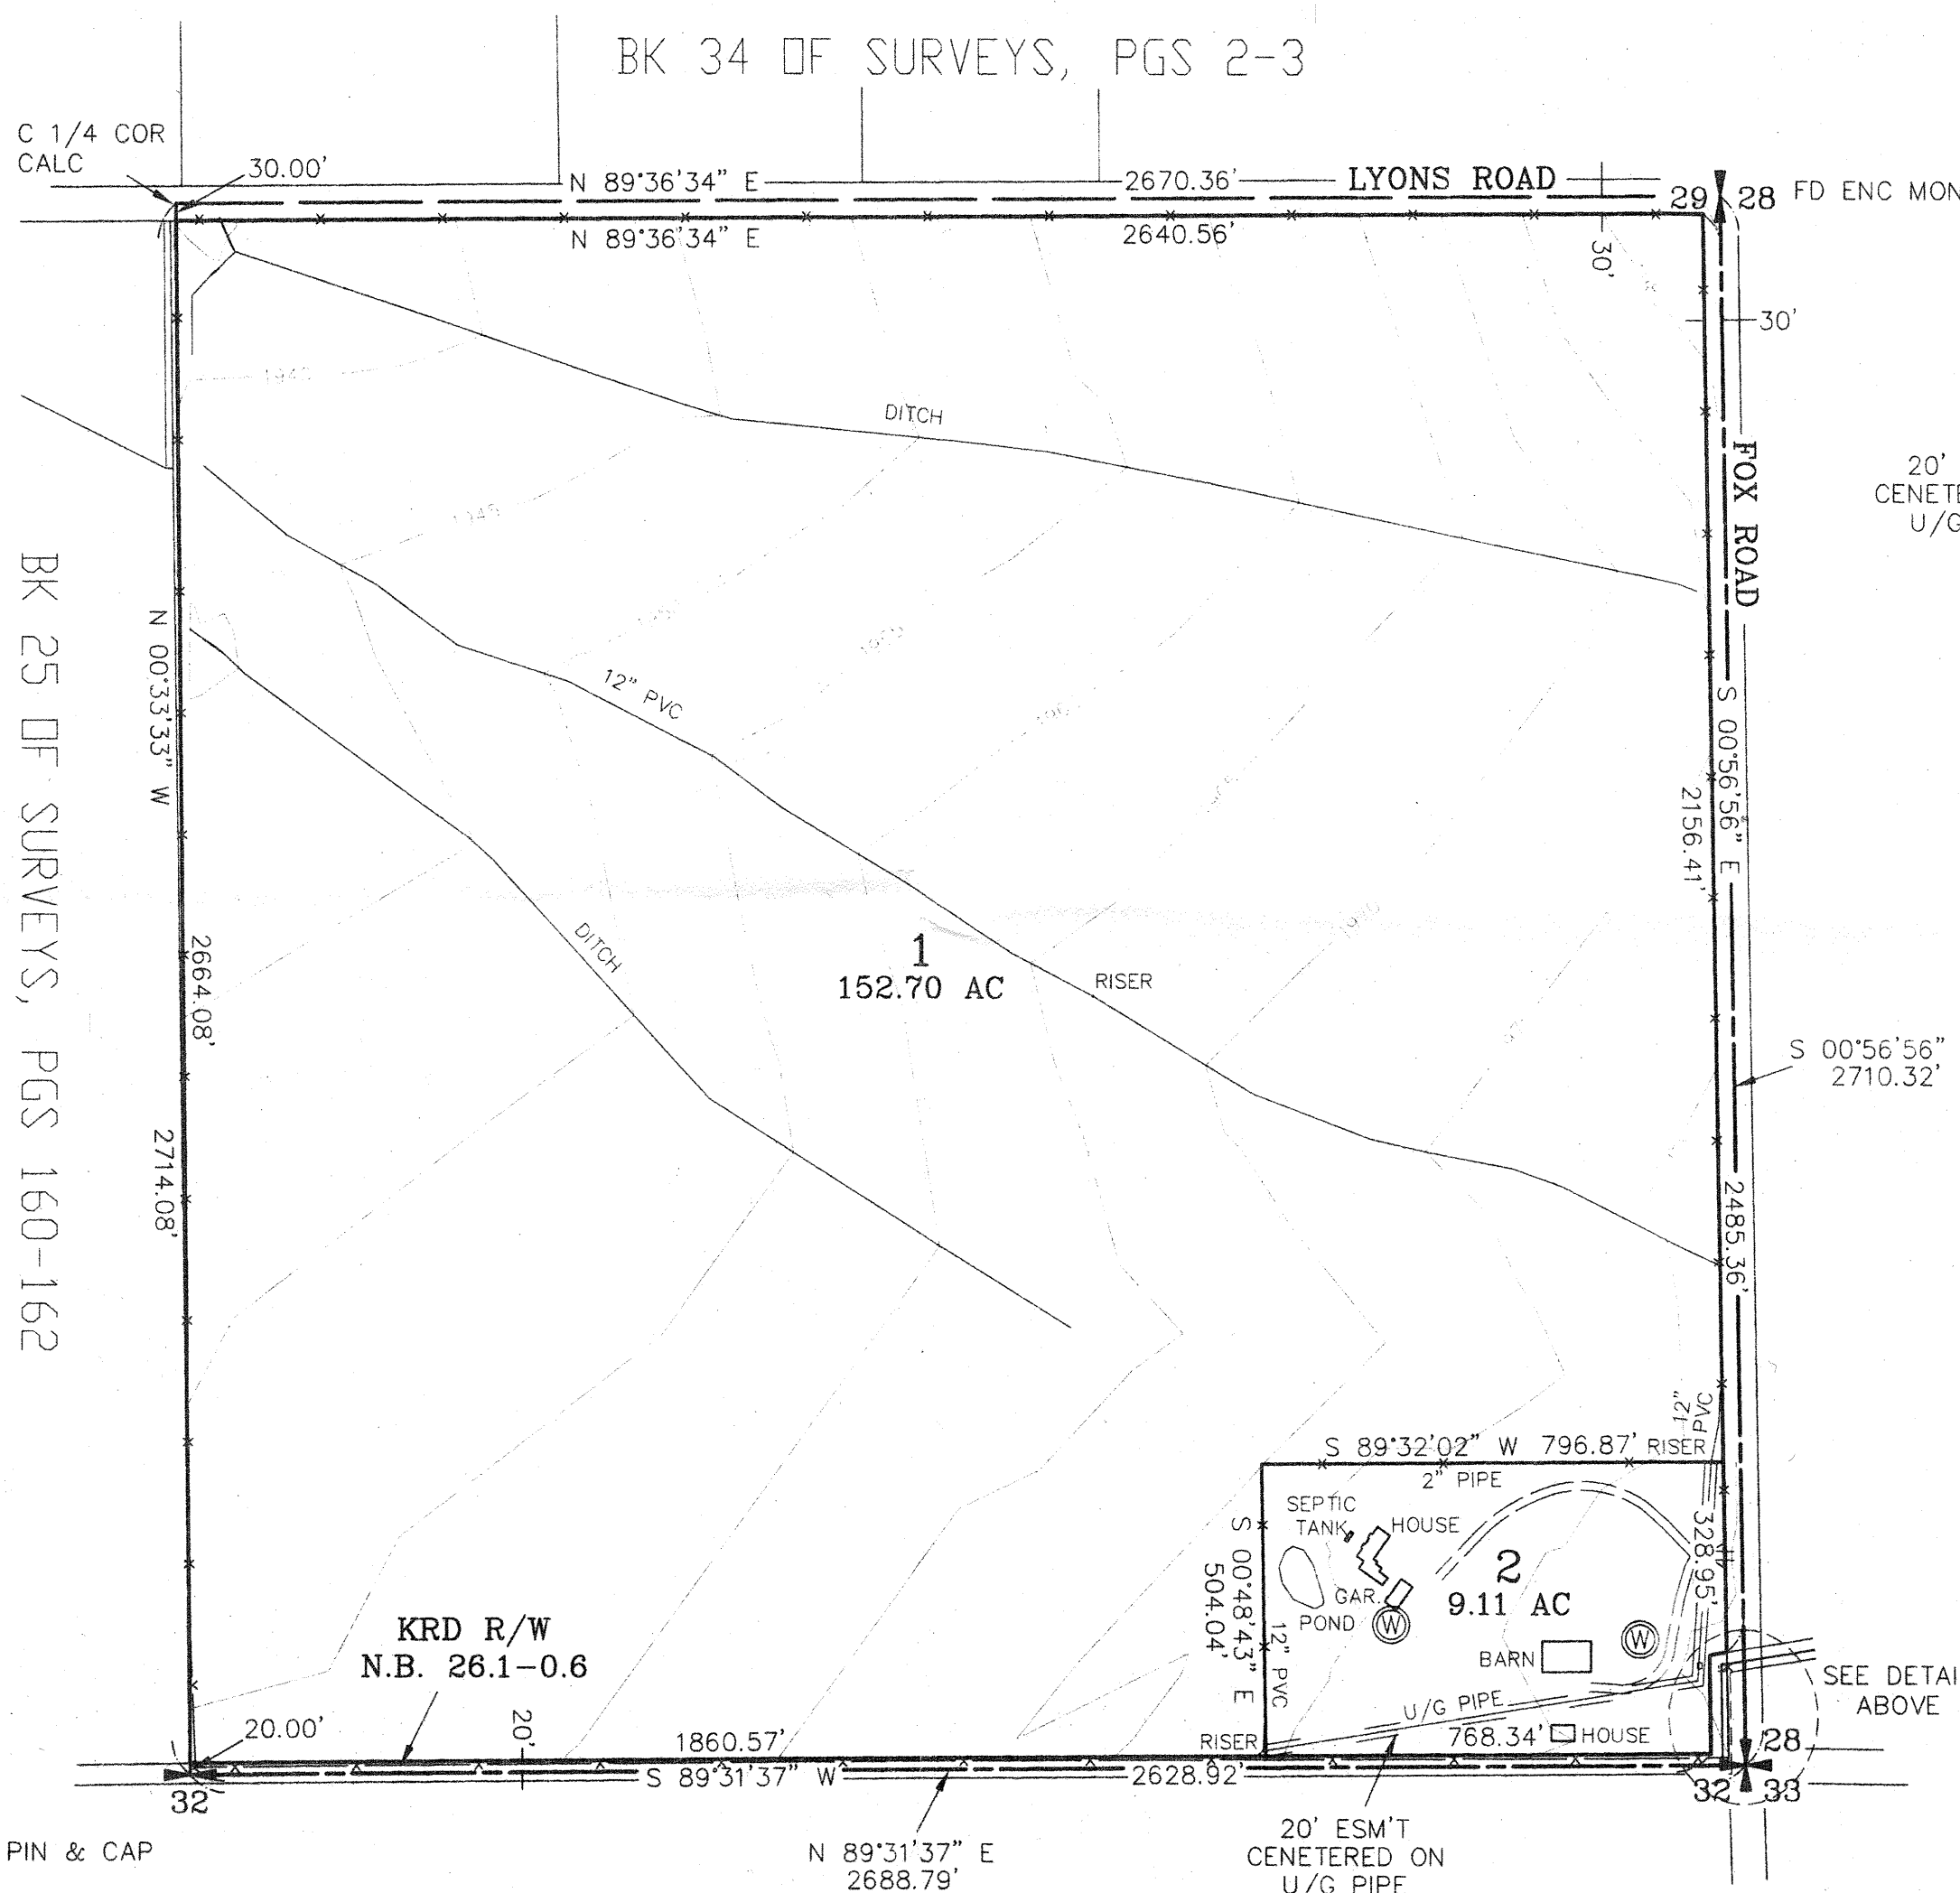 BK 34 OF SURVEYS, PGS 2-3
C 1/4 COR
CALC
30.00'
N 89°36'34" E
2670.36'
LYONS ROAD
29
28
FD ENC MON
N 89°36'34" E
2640.56'
30'
30'
1945
DITCH
FOX ROAD
20'
CENETE
U/G
1945
BK 25 OF SURVEYS, PGS 160-162
N 00°33'33" W
12" PVC
S 00°56'56" E
2156.41'
DITCH
1
152.70 AC
RISER
2664.08'
S 00°56'56"
2710.32'
2714.08'
2485.36'
12"
PVC
S 89°32'02" W 796.87'
RISER
2" PIPE
SEPTIC
TANK
HOUSE
S 00°48'43" E
504.04'
328.95'
2
9.11 AC
GAR.
POND
W
W
12" PVC
BARN
KRD R/W
N.B. 26.1-0.6
U/G PIPE
SEE DETAI
ABOVE
20.00'
20'
1860.57'
RISER
768.34'
HOUSE
28
S 89°31'37" W
2628.92'
32
32
33
PIN & CAP
N 89°31'37" E
2688.79'
20' ESM'T
CENETERED ON
U/G PIPE